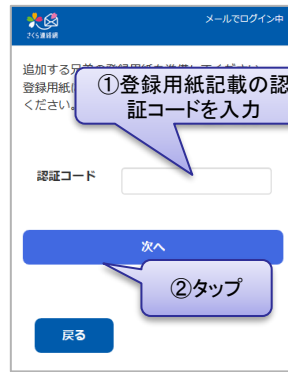 さくら連絡網
メールでログイン中
追加する
登録用紙
ください。
①登録用紙記載の認
証コードを入力
認証コード
次へ
②タップ
戻る